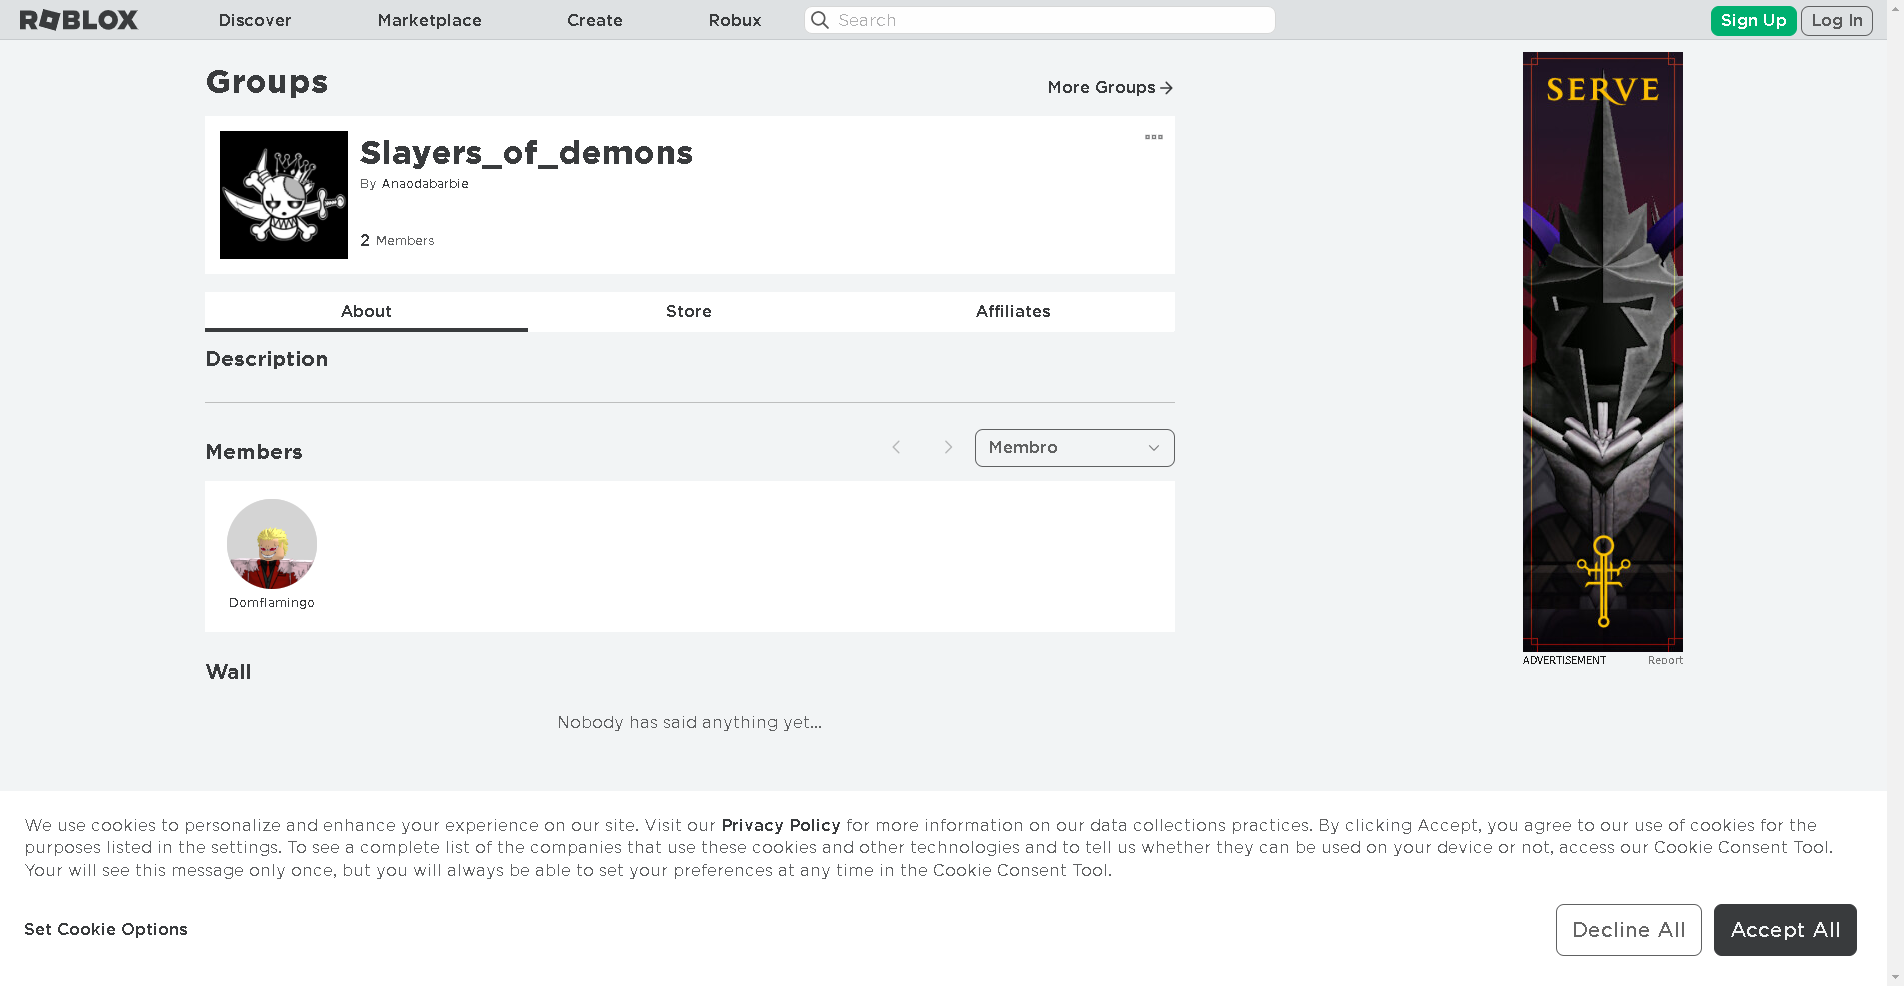 ROBLOX Discover Marketplace Create Robux Search Sign Up Log In
Groups
More Groups
Slayers_of_demons
By Anaodabarbie
2 Members
About Store Affiliates
Description
Members
Membro
Domflamingo
Wall
Nobody has said anything yet...
SERVE
ADVERTISEMENT Report
We use cookies to personalize and enhance your experience on our site. Visit our Privacy Policy for more information on our data collections practices. By clicking Accept, you agree to our use of cookies for the
purposes listed in the settings. To see a complete list of the companies that use these cookies and other technologies and to tell us whether they can be used on your device or not, access our Cookie Consent Tool.
Your will see this message only once, but you will always be able to set your preferences at any time in the Cookie Consent Tool.
Set Cookie Options
Decline All
Accept All